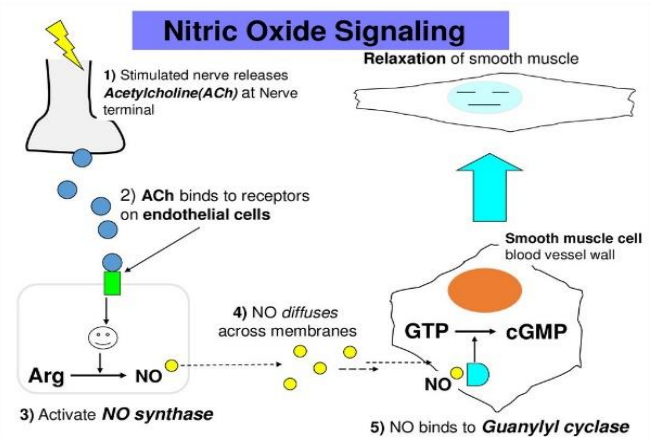 Nitric Oxide Signaling
1) Stimulated nerve releases
Acetylcholine(ACh) at Nerve
terminal
Relaxation of smooth muscle
2) ACh binds to receptors
on endothelial cells
Smooth muscle cell
blood vessel wall
4) NO diffuses
across membranes
GTP cGMP
Arg NO
NO
3) Activate NO synthase
5) NO binds to Guanylyl cyclase